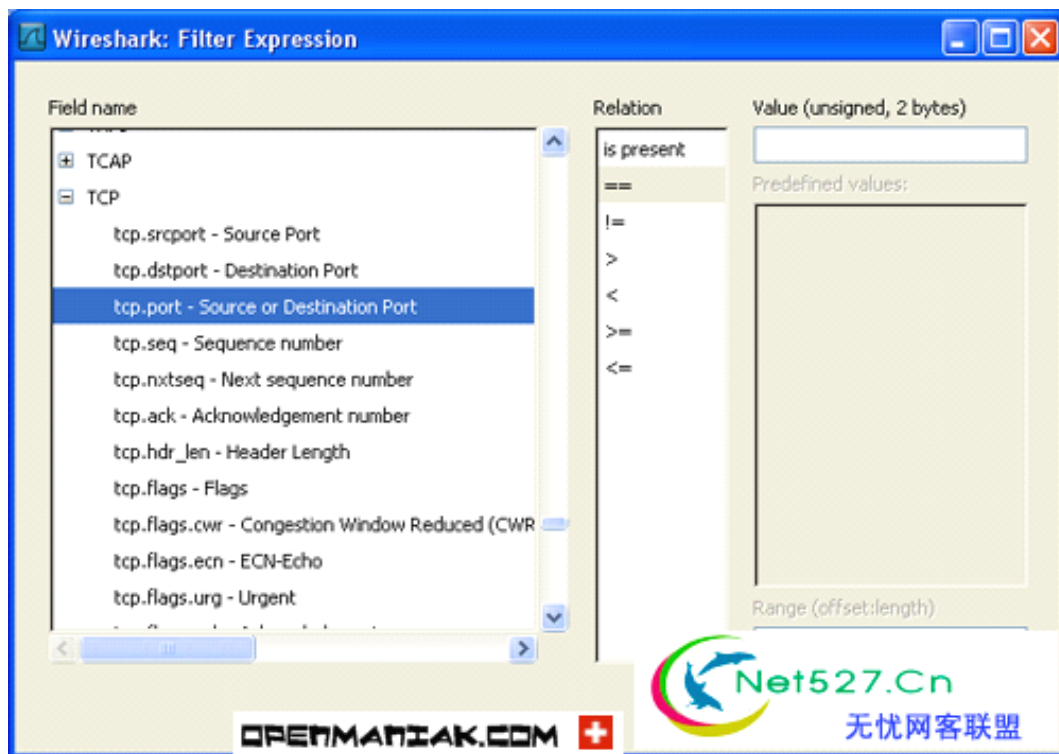 Wireshark: Filter Expression
Field name
Relation
Value (unsigned, 2 bytes)
TCAP
TCP
tcp.srcport - Source Port
tcp.dstport - Destination Port
tcp.port - Source or Destination Port
tcp.seq - Sequence number
tcp.nxtseq - Next sequence number
tcp.ack - Acknowledgement number
tcp.hdr_len - Header Length
tcp.flags - Flags
tcp.flags.cwr - Congestion Window Reduced (CWR
tcp.flags.ecn - ECN-Echo
tcp.flags.urg - Urgent
is present
==
!=
>
<
>=
<=
Predefined values:
Range (offset:length)
OPENMANIAK.COM
Net527.Cn
无忧网客联盟